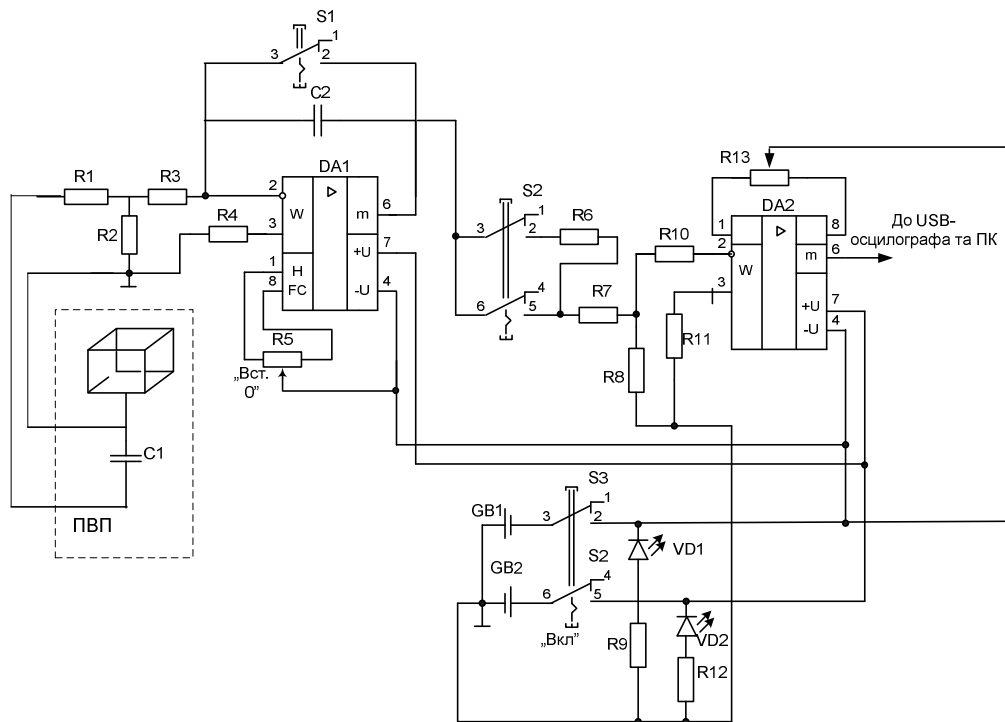 S1
3
1
2
C2
DA1
R1
R3
2
W
m
6
R2
R4
3
+U
7
1
H
8
FC
-U
4
R5
„Вст.
0”
C1
ПВП
S2
3
1
2
R6
4
6
5
R7
R10
R8
R11
R13
DA2
1
8
2
W
m
6
3
+U
7
-U
4
До USB-
осцилографа та ПК
GB1
S3
3
1
2
VD1
GB2
S2
4
6
5
„Вкл”
R9
VD2
R12